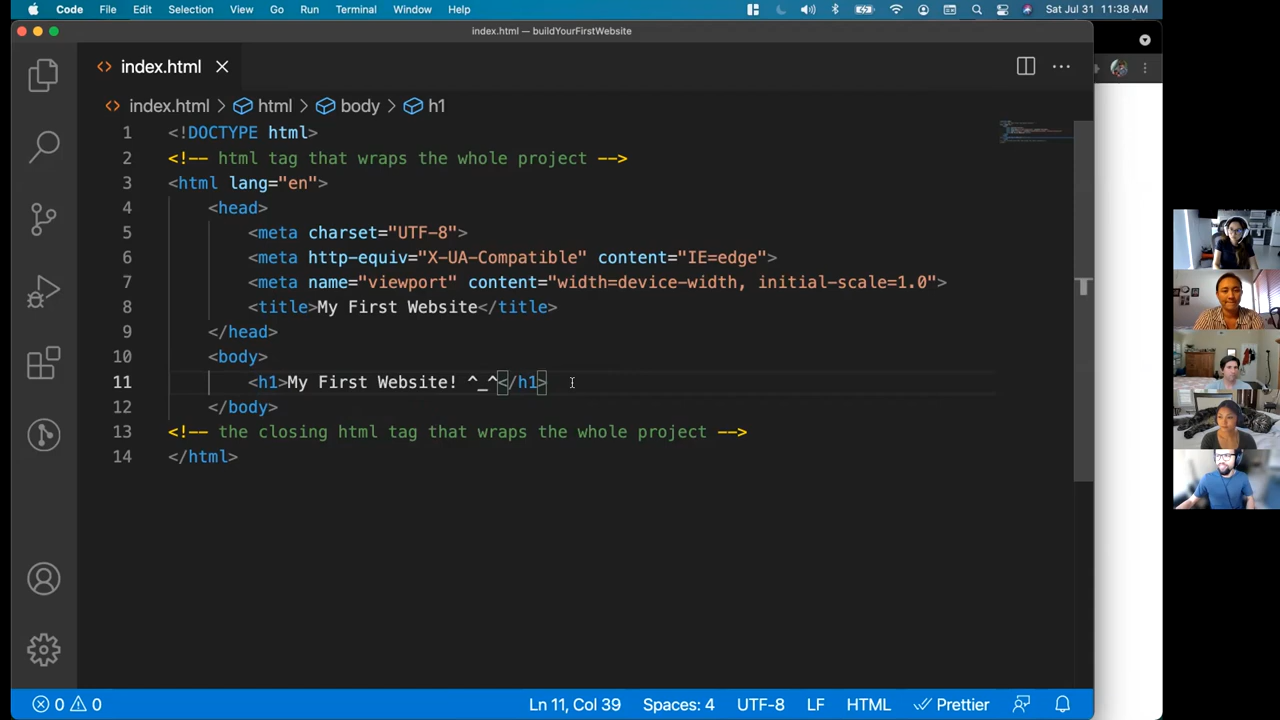 Code File Edit Selection View Go Run Terminal Window Help Sat Jul 31 11:38 AM
index.html — buildYourFirstWebsite
<> index.html
<> index.html > html > body > h1
1 <!DOCTYPE html>
2 <!-- html tag that wraps the whole project -->
3 <html lang="en">
4 <head>
5 <meta charset="UTF-8">
6 <meta http-equiv="X-UA-Compatible" content="IE=edge">
7 <meta name="viewport" content="width=device-width, initial-scale=1.0">
8 <title>My First Website</title>
9 </head>
10 <body>
11 <h1>My First Website! ^_^</h1>
12 </body>
13 <!-- the closing html tag that wraps the whole project -->
14 </html>
0 0 Ln 11, Col 39 Spaces: 4 UTF-8 LF HTML Prettier